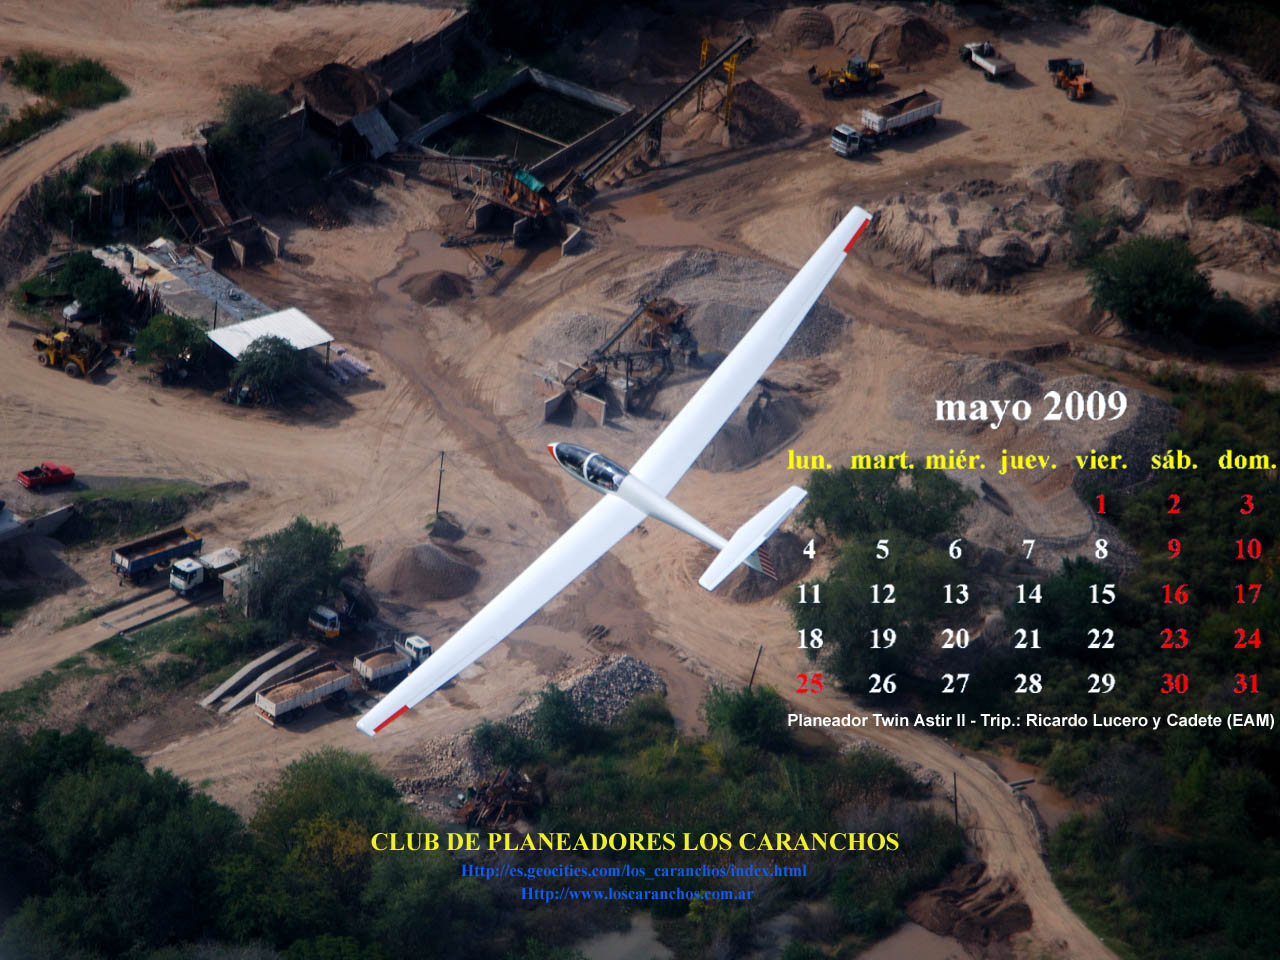 mayo 2009
lun. mart. miér. juev. vier. sáb. dom.
1 2 3
4 5 6 7 8 9 10
11 12 13 14 15 16 17
18 19 20 21 22 23 24
25 26 27 28 29 30 31
Planeador Twin Astir II - Trip.: Ricardo Lucero y Cadete (EAM)
CLUB DE PLANEADORES LOS CARANCHOS
Http://es.geocities.com/los_caranchos/index.html
Http://www.loscaranchos.com.ar